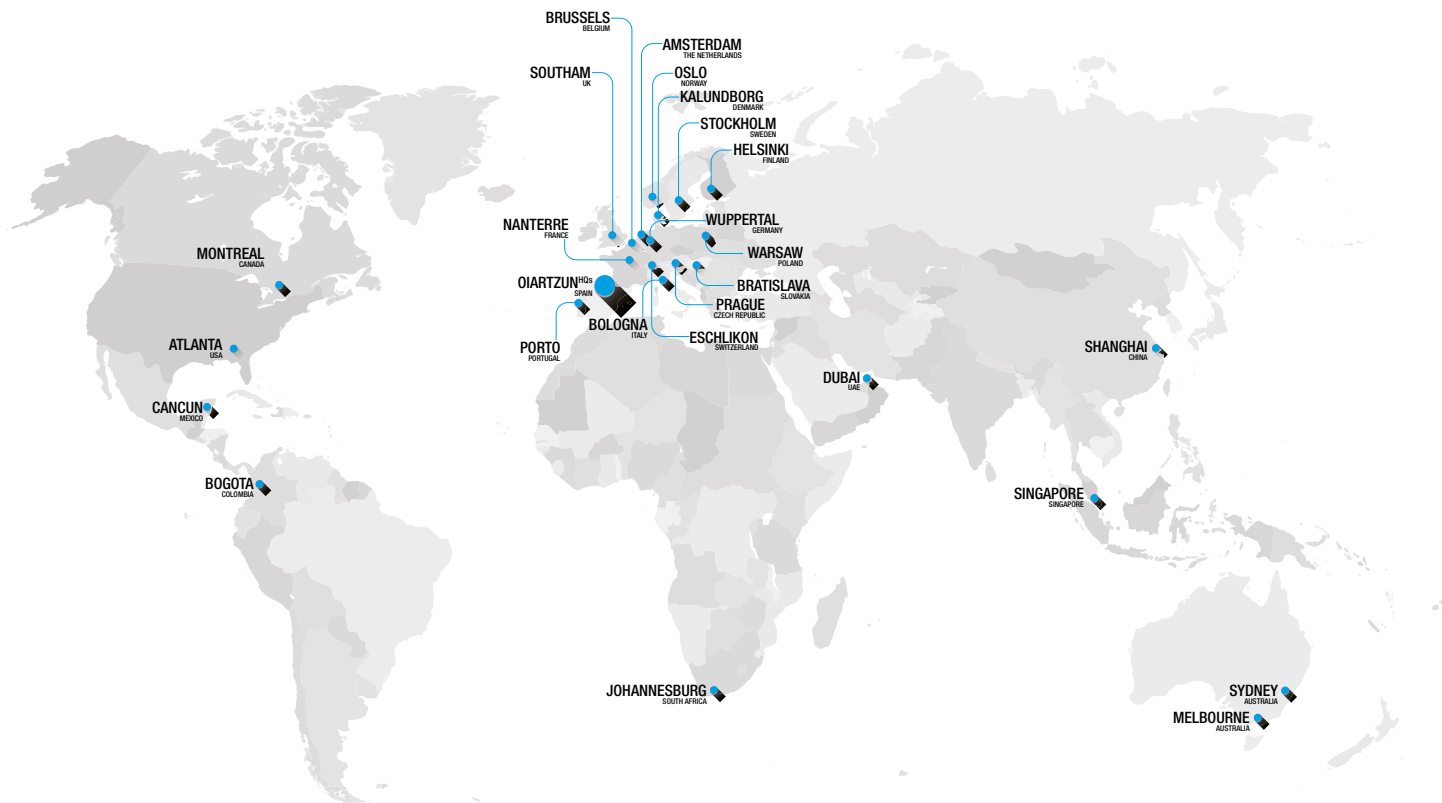 BRUSSELS
BELGIUM
AMSTERDAM
THE NETHERLANDS
SOUTHAM
UK
OSLO
NORWAY
KALUNDBORG
DENMARK
STOCKHOLM
SWEDEN
HELSINKI
FINLAND
NANTERRE
FRANCE
WUPPERTAL
GERMANY
MONTREAL
CANADA
WARSAW
POLAND
OIARTZUN HQs
SPAIN
BRATISLAVA
SLOVAKIA
PRAGUE
CZECH REPUBLIC
BOLOGNA
ITALY
ESCHLIKON
SWITZERLAND
PORTO
PORTUGAL
ATLANTA
USA
SHANGHAI
CHINA
DUBAI
UAE
CANCUN
MEXICO
BOGOTA
COLOMBIA
SINGAPORE
SINGAPORE
JOHANNESBURG
SOUTH AFRICA
SYDNEY
AUSTRALIA
MELBOURNE
AUSTRALIA